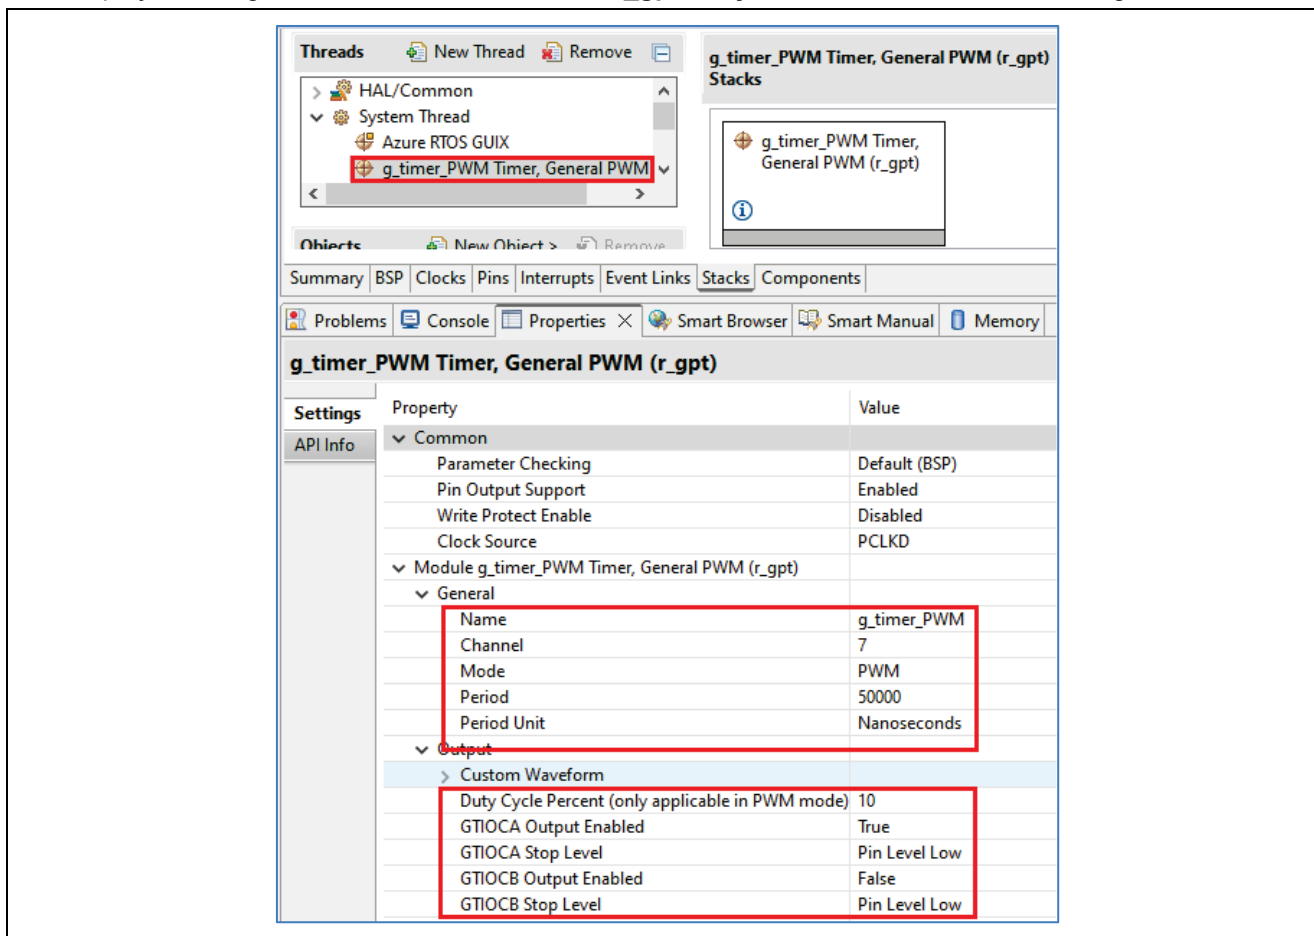 Threads New Thread Remove
HAL/Common
System Thread
Azure RTOS GUIX
g_timer_PWM Timer, General PWM
Objects New Object > Remove
g_timer_PWM Timer, General PWM (r_gpt)
Stacks
g_timer_PWM Timer,
General PWM (r_gpt)
Summary BSP Clocks Pins Interrupts Event Links Stacks Components
Problems Console Properties Smart Browser Smart Manual Memory
g_timer_PWM Timer, General PWM (r_gpt)
Settings
API Info
Property Value
Common
Parameter Checking Default (BSP)
Pin Output Support Enabled
Write Protect Enable Disabled
Clock Source PCLKD
Module g_timer_PWM Timer, General PWM (r_gpt)
General
Name g_timer_PWM
Channel 7
Mode PWM
Period 50000
Period Unit Nanoseconds
Output
Custom Waveform
Duty Cycle Percent (only applicable in PWM mode) 10
GTIOCA Output Enabled True
GTIOCA Stop Level Pin Level Low
GTIOCB Output Enabled False
GTIOCB Stop Level Pin Level Low